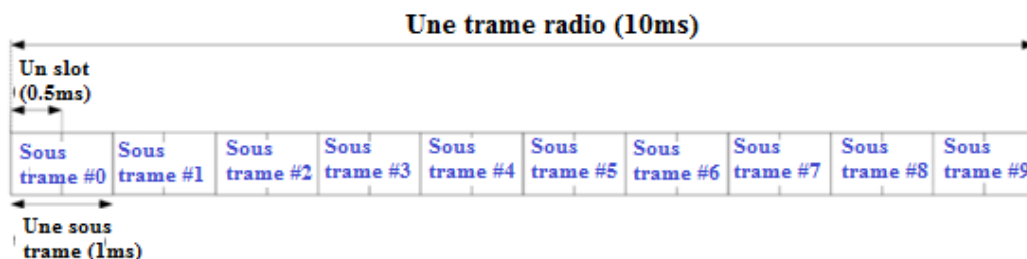 Une trame radio (10ms)
Un slot
(0.5ms)
Sous
trame #0
Sous
trame #1
Sous
trame #2
Sous
trame #3
Sous
trame #4
Sous
trame #5
Sous
trame #6
Sous
trame #7
Sous
trame #8
Sous
trame #9
Une sous
trame (1ms)